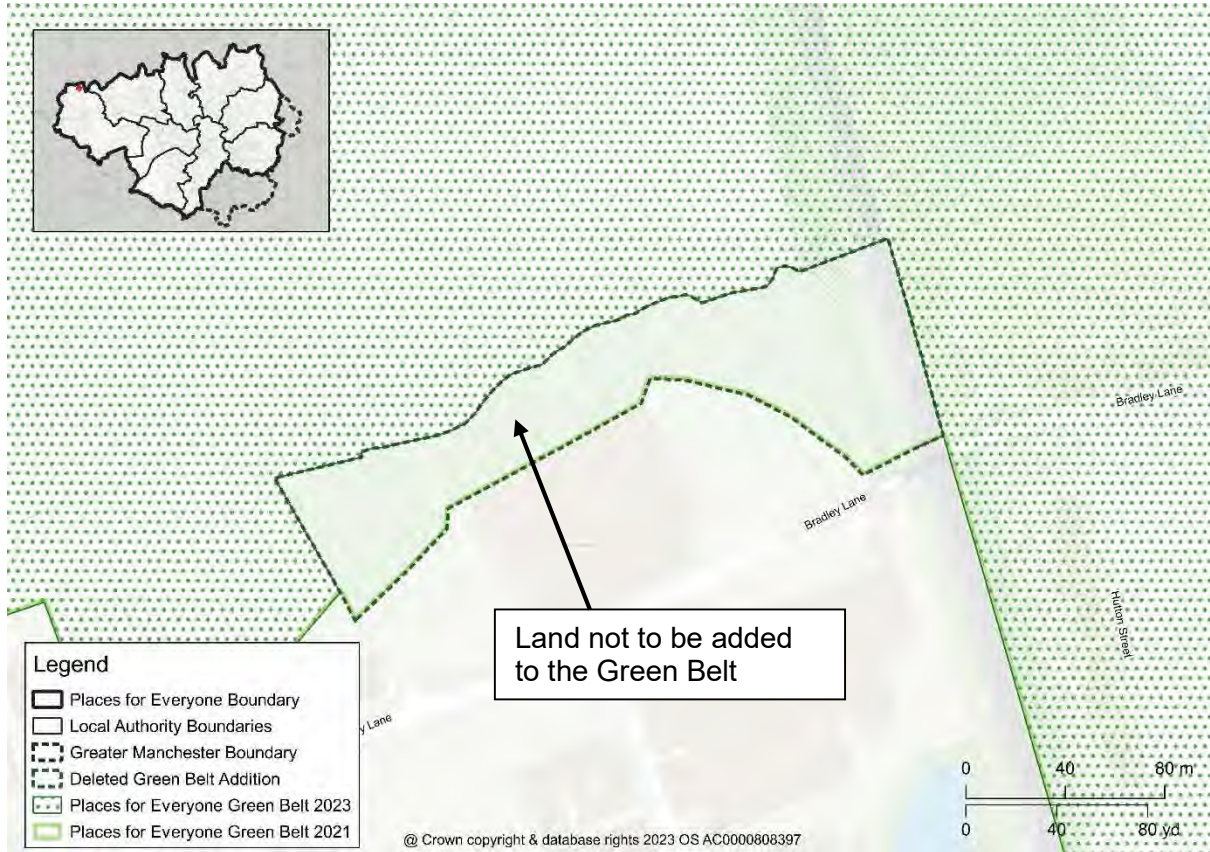 Bradley Lane
Bradley Lane
Hutton Street
Land not to be added
to the Green Belt
y Lane
Legend
Places for Everyone Boundary
Local Authority Boundaries
Greater Manchester Boundary
Deleted Green Belt Addition
Places for Everyone Green Belt 2023
Places for Everyone Green Belt 2021
0 40 80 m
0 40 80 yd
@ Crown copyright & database rights 2023 OS AC0000808397